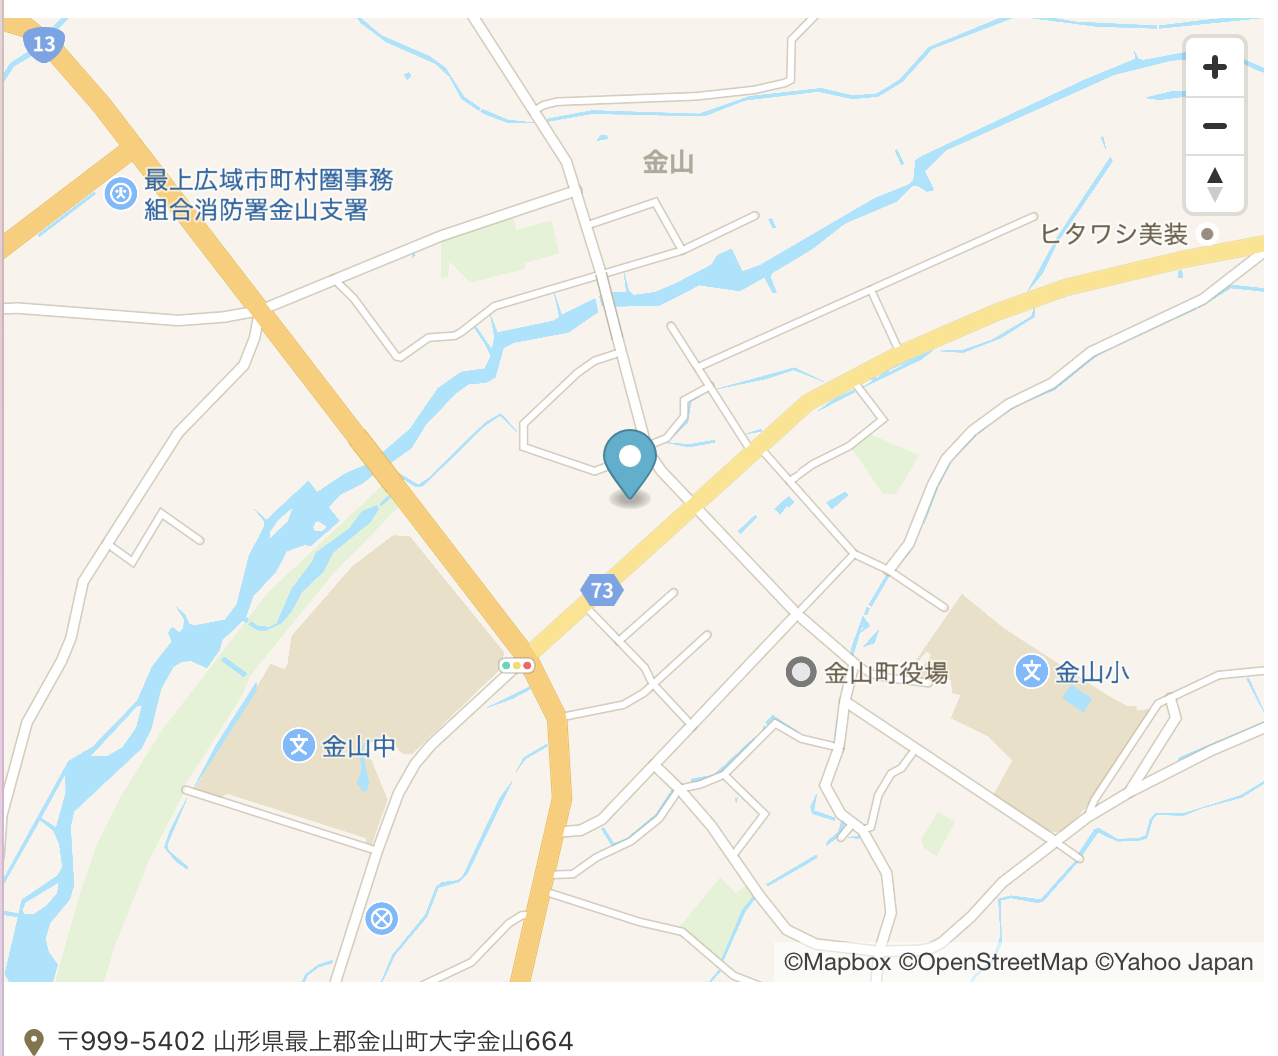 13
最上広域市町村圏事務
組合消防署金山支署
金山
ヒタワシ美装
73
金山町役場
金山小
金山中
©Mapbox ©OpenStreetMap ©Yahoo Japan
〒999-5402 山形県最上郡金山町大字金山664